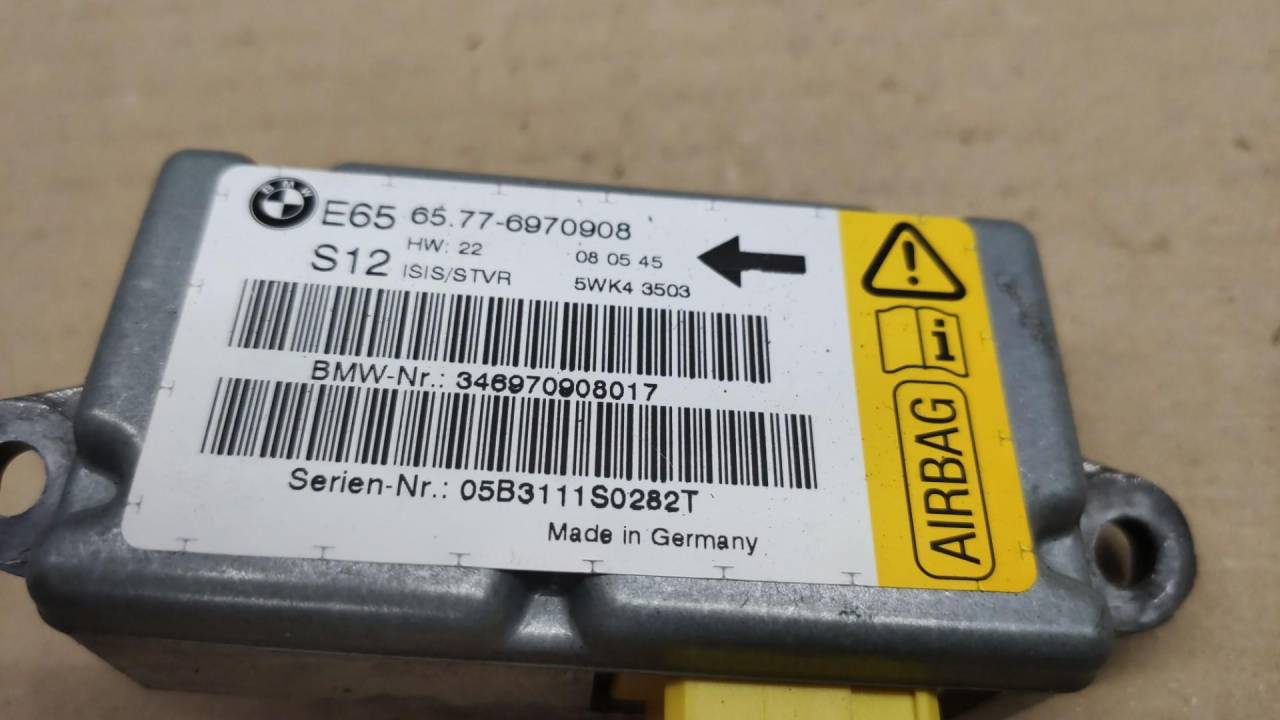 BMW
E65 65.77-6970908
S12 HW: 22 08 05 45
ISIS/STVR 5WK4 3503
BMW-Nr.: 346970908017
Serien-Nr.: 05B3111S0282T
Made in Germany
i
AIRBAG